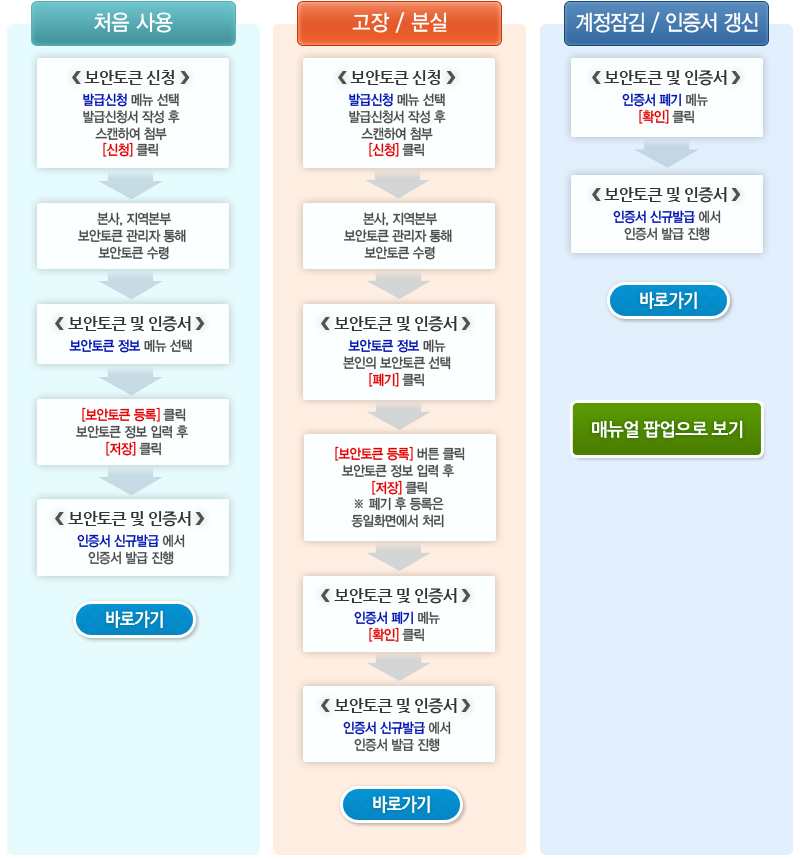 처음 사용
❮ 보안토큰 신청 ❯
발급신청 메뉴 선택
발급신청서 작성 후
스캔하여 첨부
[신청] 클릭
본사, 지역본부
보안토큰 관리자 통해
보안토큰 수령
❮ 보안토큰 및 인증서 ❯
보안토큰 정보 메뉴 선택
[보안토큰 등록] 클릭
보안토큰 정보 입력 후
[저장] 클릭
❮ 보안토큰 및 인증서 ❯
인증서 신규발급 에서
인증서 발급 진행
바로가기
고장 / 분실
❮ 보안토큰 신청 ❯
발급신청 메뉴 선택
발급신청서 작성 후
스캔하여 첨부
[신청] 클릭
본사, 지역본부
보안토큰 관리자 통해
보안토큰 수령
❮ 보안토큰 및 인증서 ❯
보안토큰 정보 메뉴
본인의 보안토큰 선택
[폐기] 클릭
[보안토큰 등록] 버튼 클릭
보안토큰 정보 입력 후
[저장] 클릭
※ 폐기 후 등록은
동일화면에서 처리
❮ 보안토큰 및 인증서 ❯
인증서 폐기 메뉴
[확인] 클릭
❮ 보안토큰 및 인증서 ❯
인증서 신규발급 에서
인증서 발급 진행
바로가기
계정잠김 / 인증서 갱신
❮ 보안토큰 및 인증서 ❯
인증서 폐기 메뉴
[확인] 클릭
❮ 보안토큰 및 인증서 ❯
인증서 신규발급 에서
인증서 발급 진행
바로가기
매뉴얼 팝업으로 보기